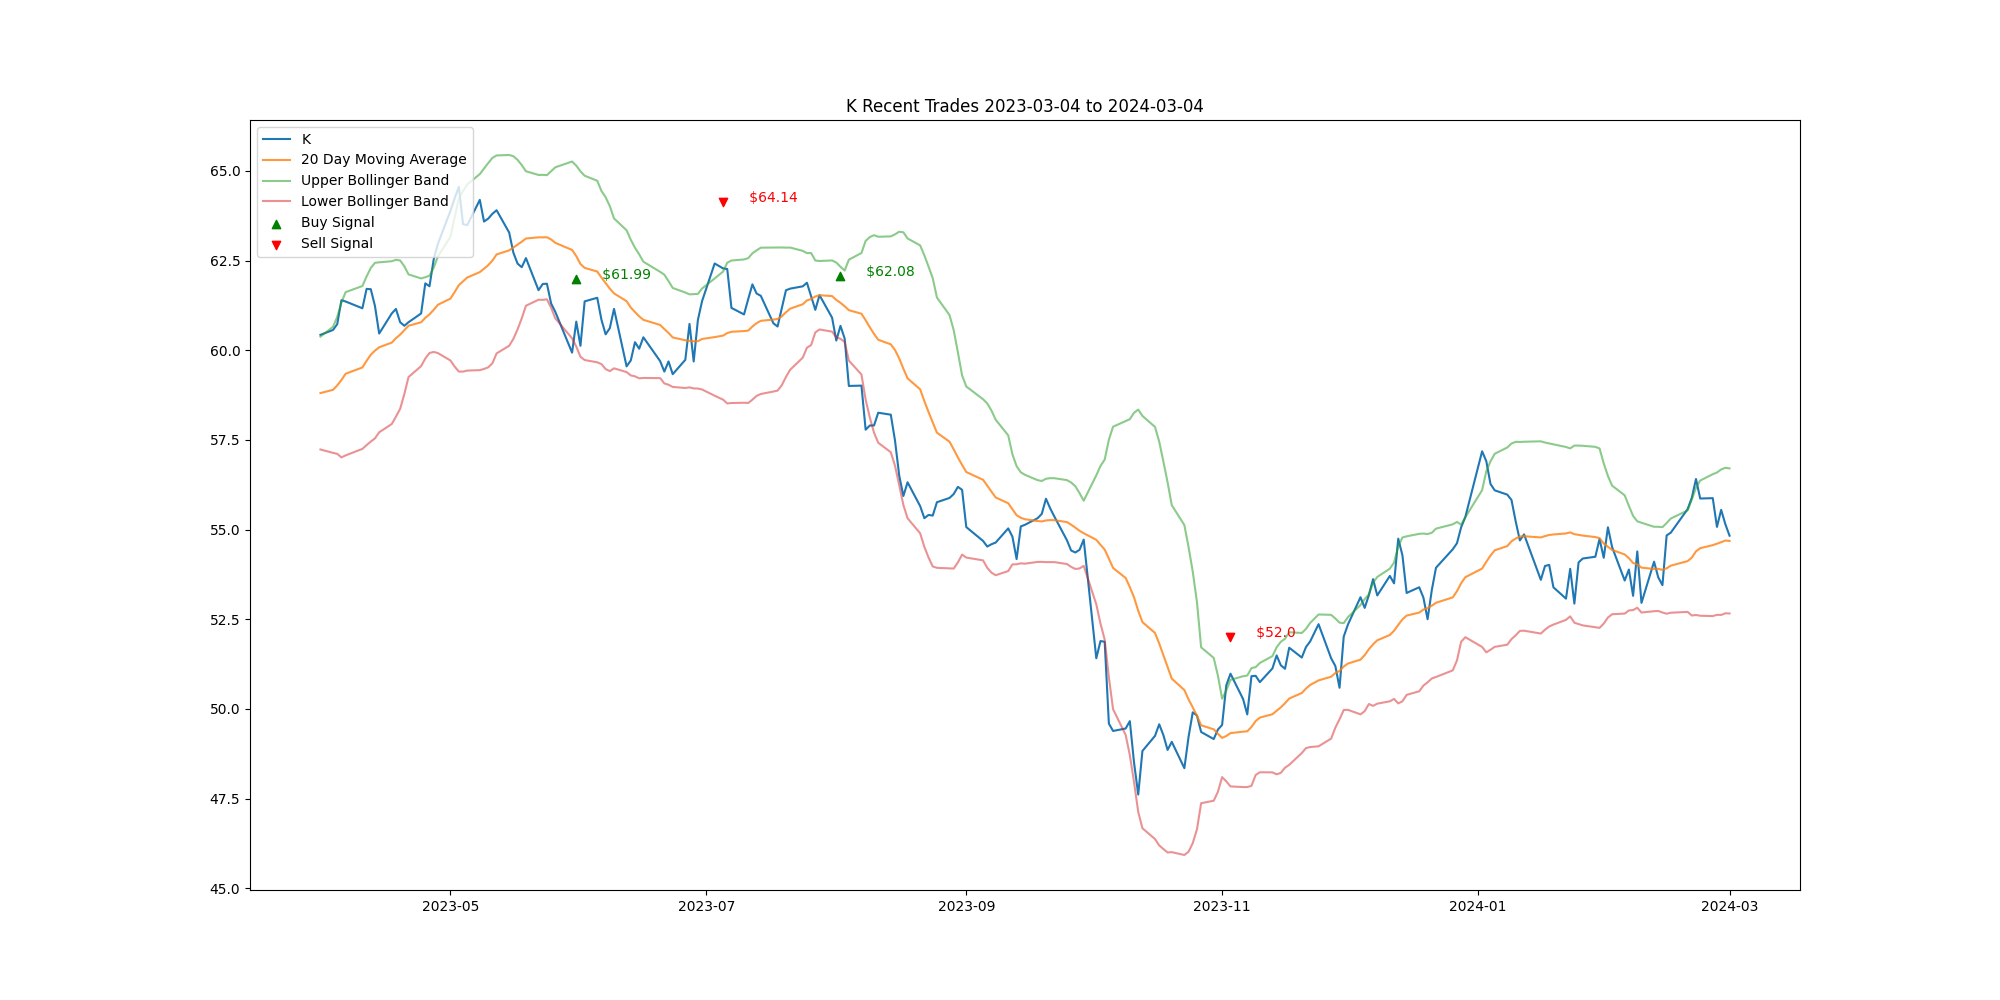 K Recent Trades 2023-03-04 to 2024-03-04
K
20 Day Moving Average
Upper Bollinger Band
Lower Bollinger Band
Buy Signal
Sell Signal
$64.14
$61.99
$62.08
$52.0
65.0
62.5
60.0
57.5
55.0
52.5
50.0
47.5
45.0
2023-05
2023-07
2023-09
2023-11
2024-01
2024-03